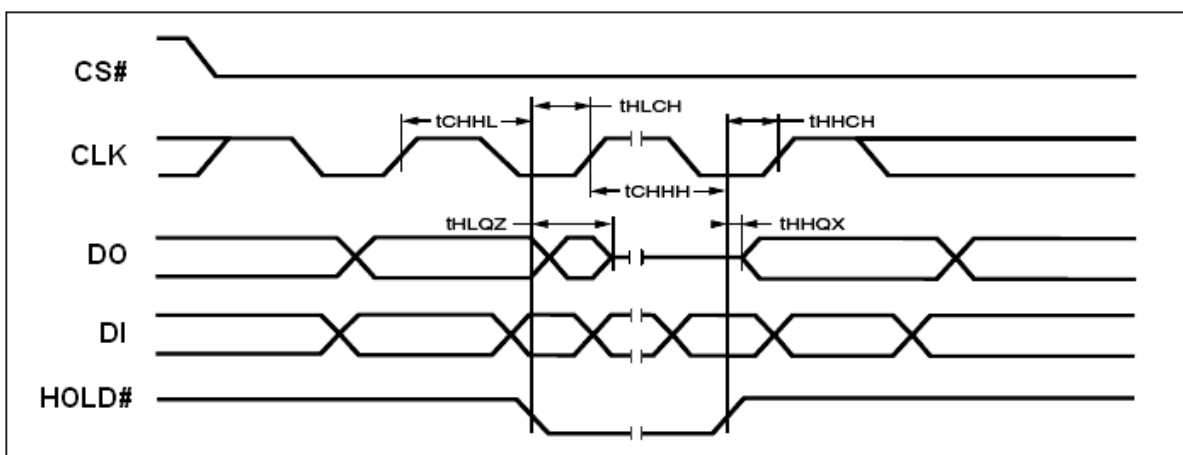 CS#
tHLCH
tCHHL
tHHCH
CLK
tCHHH
tHLQZ
tHHQX
DO
DI
HOLD#